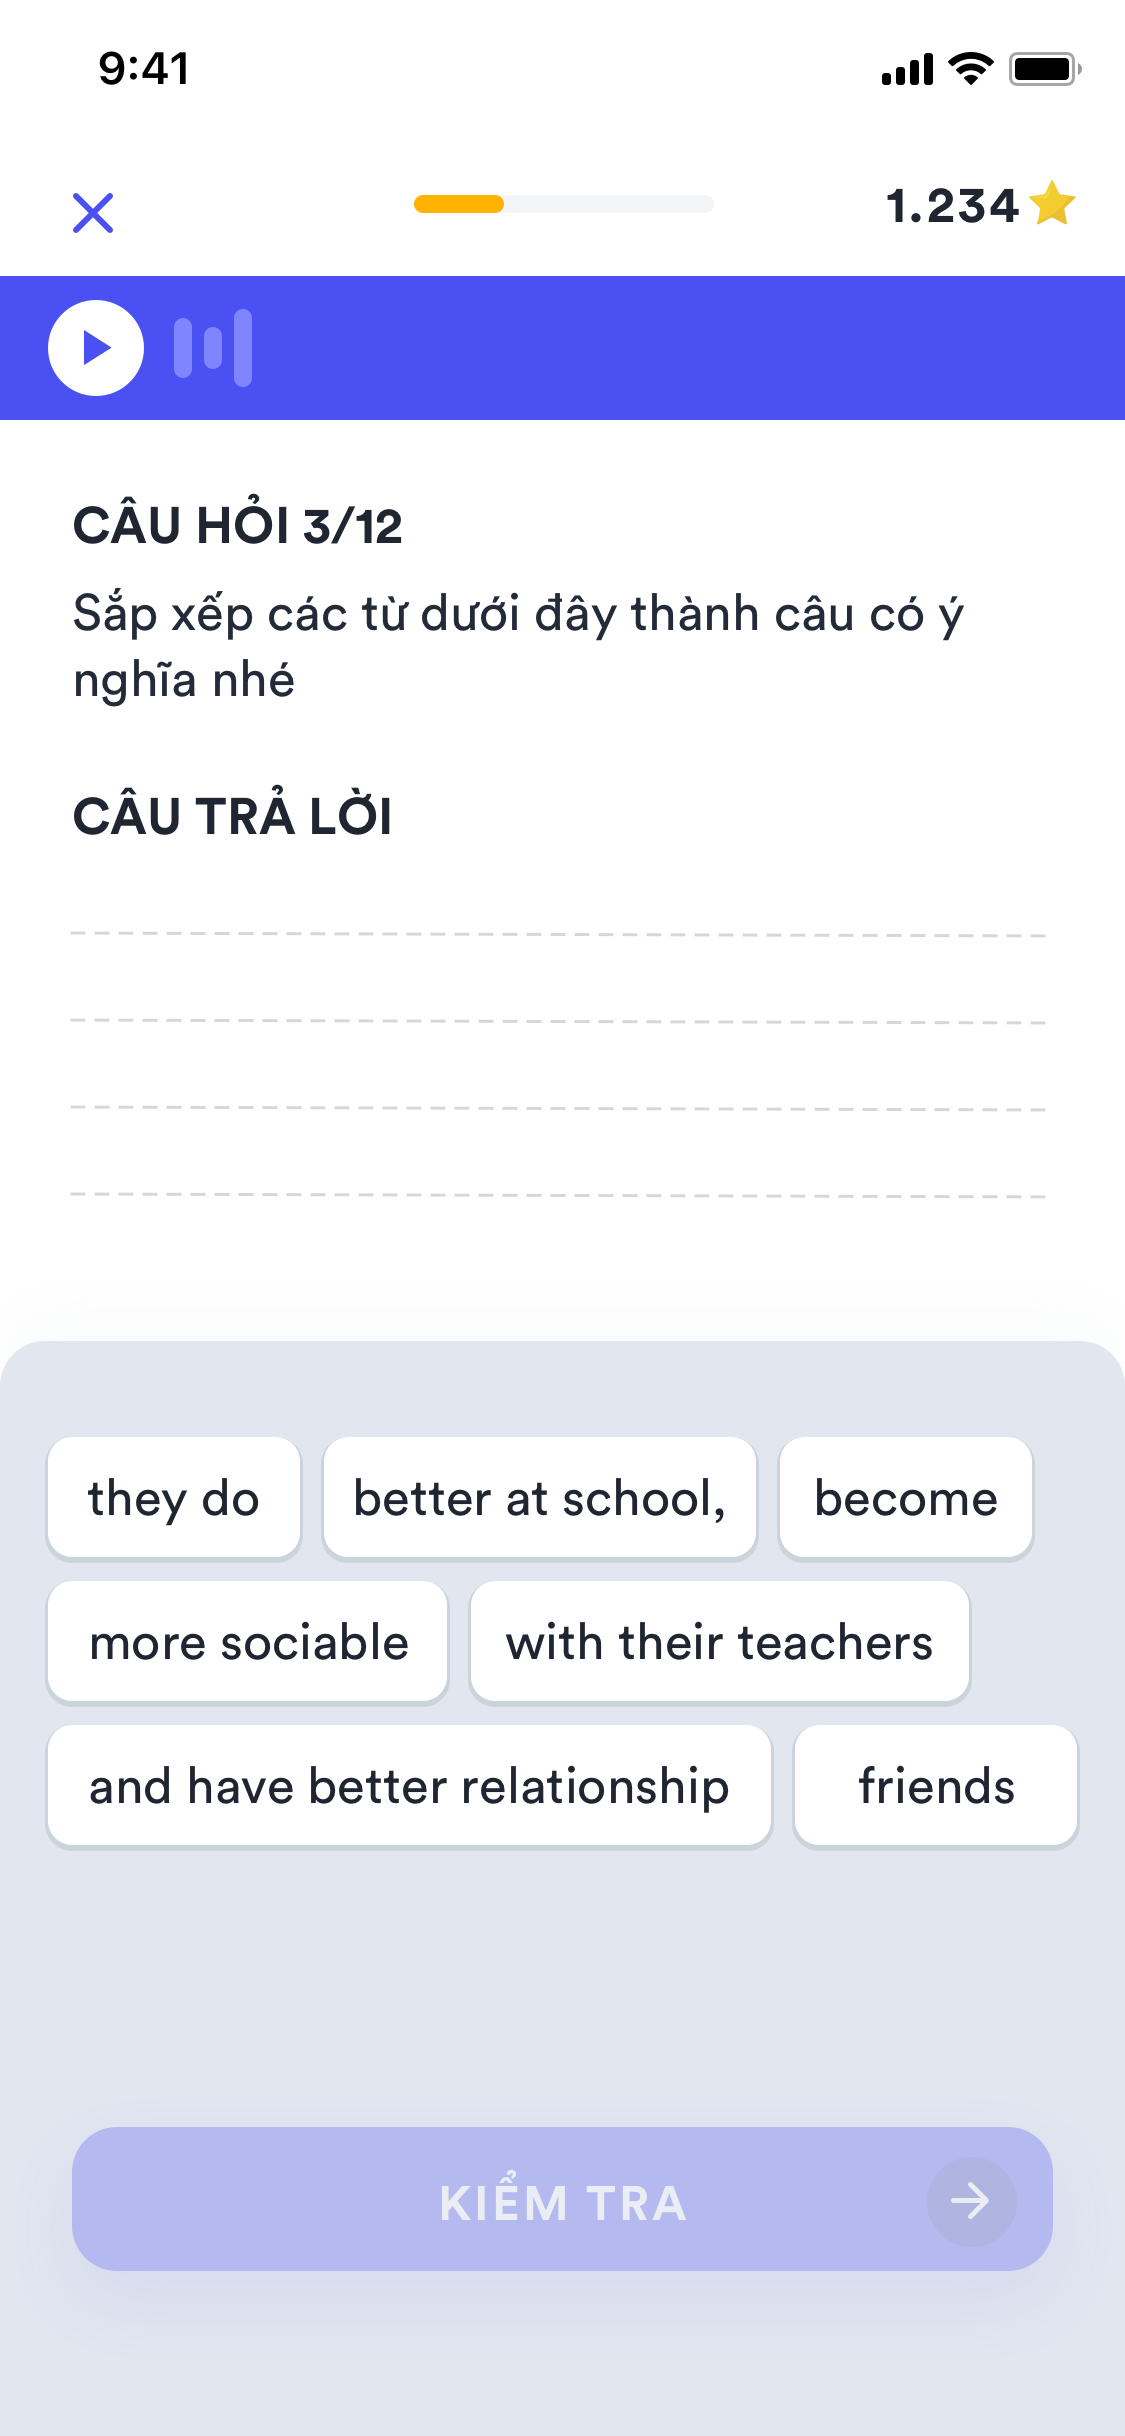 9:41
1.234
CÂU HỎI 3/12
Sắp xếp các từ dưới đây thành câu có ý
nghĩa nhé
CÂU TRẢ LỜI
they do better at school, become
more sociable with their teachers
and have better relationship friends
KIỂM TRA